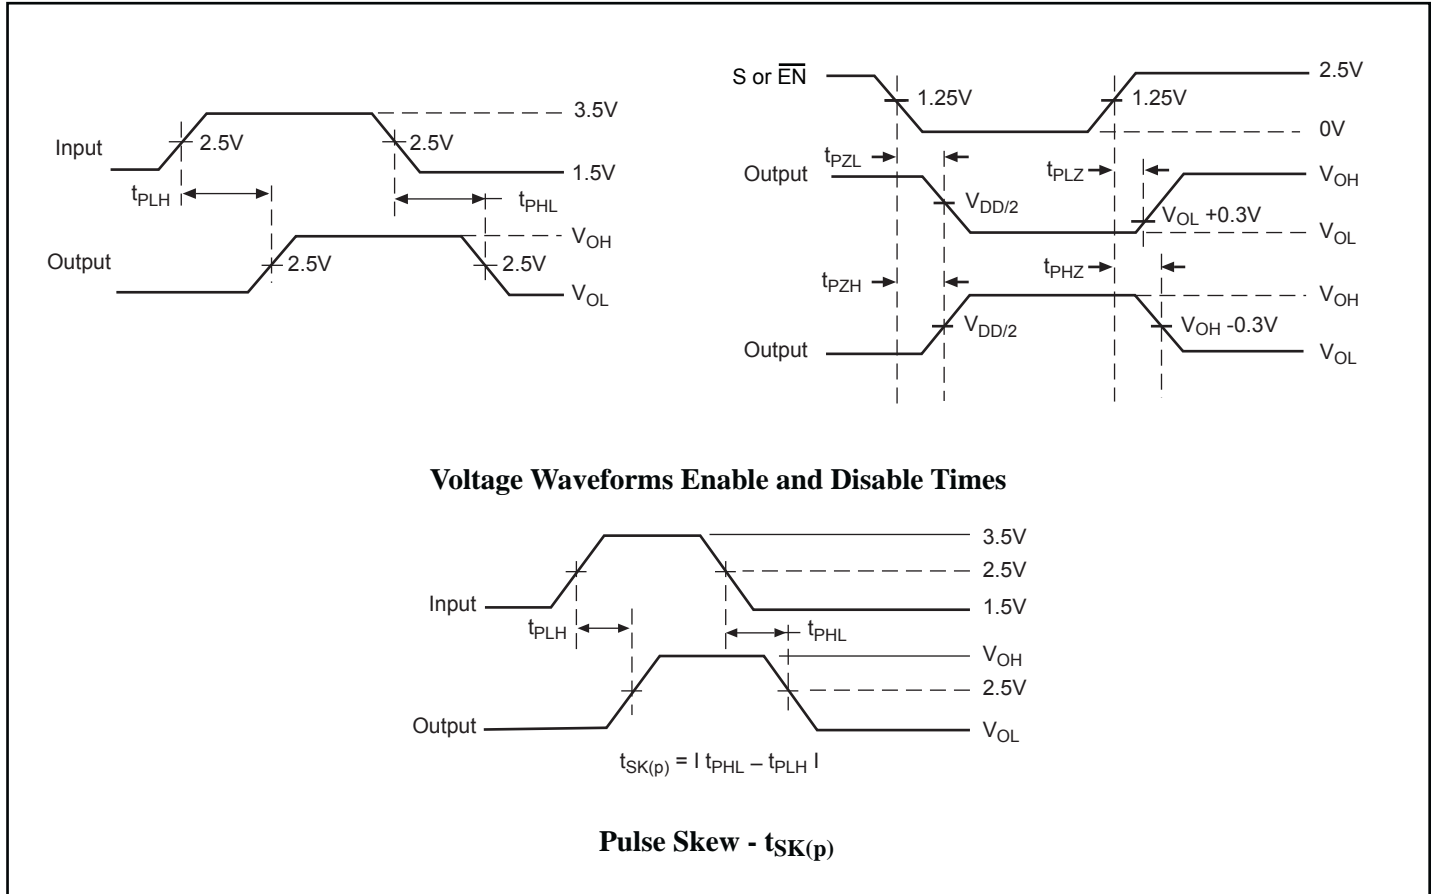 3.5V
Input
2.5V
2.5V
1.5V
tPLH
tPHL
VOH
Output
2.5V
2.5V
VOL
S or E̅N̅
2.5V
1.25V
1.25V
0V
tPZL
tPLZ
Output
VOH
VDD/2
VOL +0.3V
VOL
tPZH
tPHZ
VOH
VDD/2
VOH -0.3V
Output
VOL
Voltage Waveforms Enable and Disable Times
3.5V
2.5V
Input
1.5V
tPLH
tPHL
VOH
2.5V
Output
VOL
tSK(p) = I tPHL – tPLH I
Pulse Skew - tSK(p)